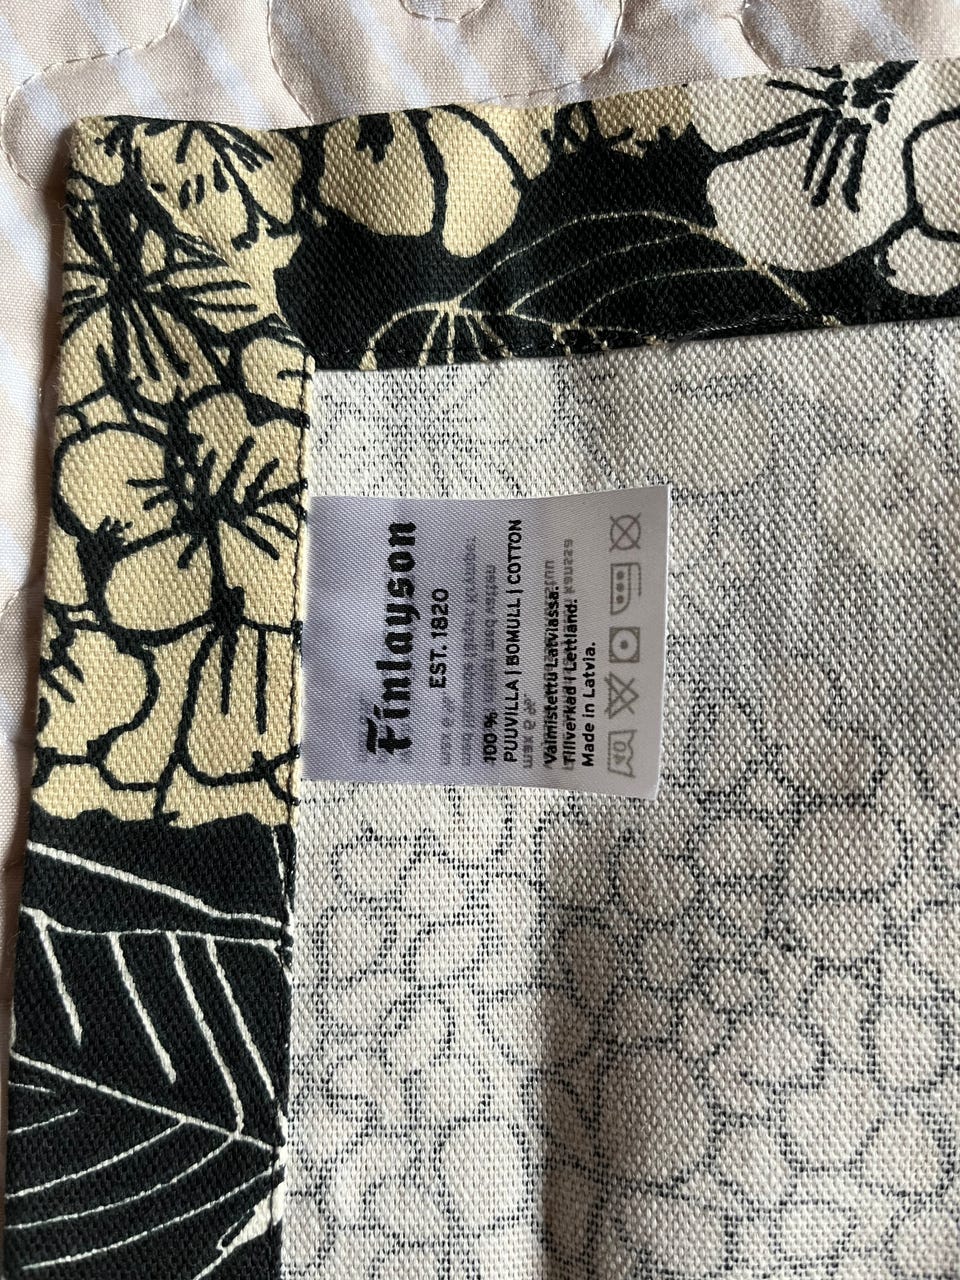 Finlayson
EST. 1820
100 %
PUUVILLA | BOMULL | COTTON
Valmistettu Latviassa.
Tillverkad i Lettland.
Made in Latvia.